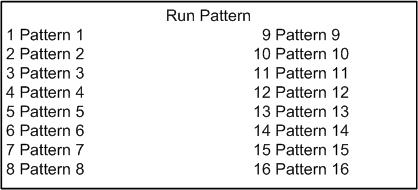 Run Pattern
1 Pattern 1
2 Pattern 2
3 Pattern 3
4 Pattern 4
5 Pattern 5
6 Pattern 6
7 Pattern 7
8 Pattern 8
9 Pattern 9
10 Pattern 10
11 Pattern 11
12 Pattern 12
13 Pattern 13
14 Pattern 14
15 Pattern 15
16 Pattern 16